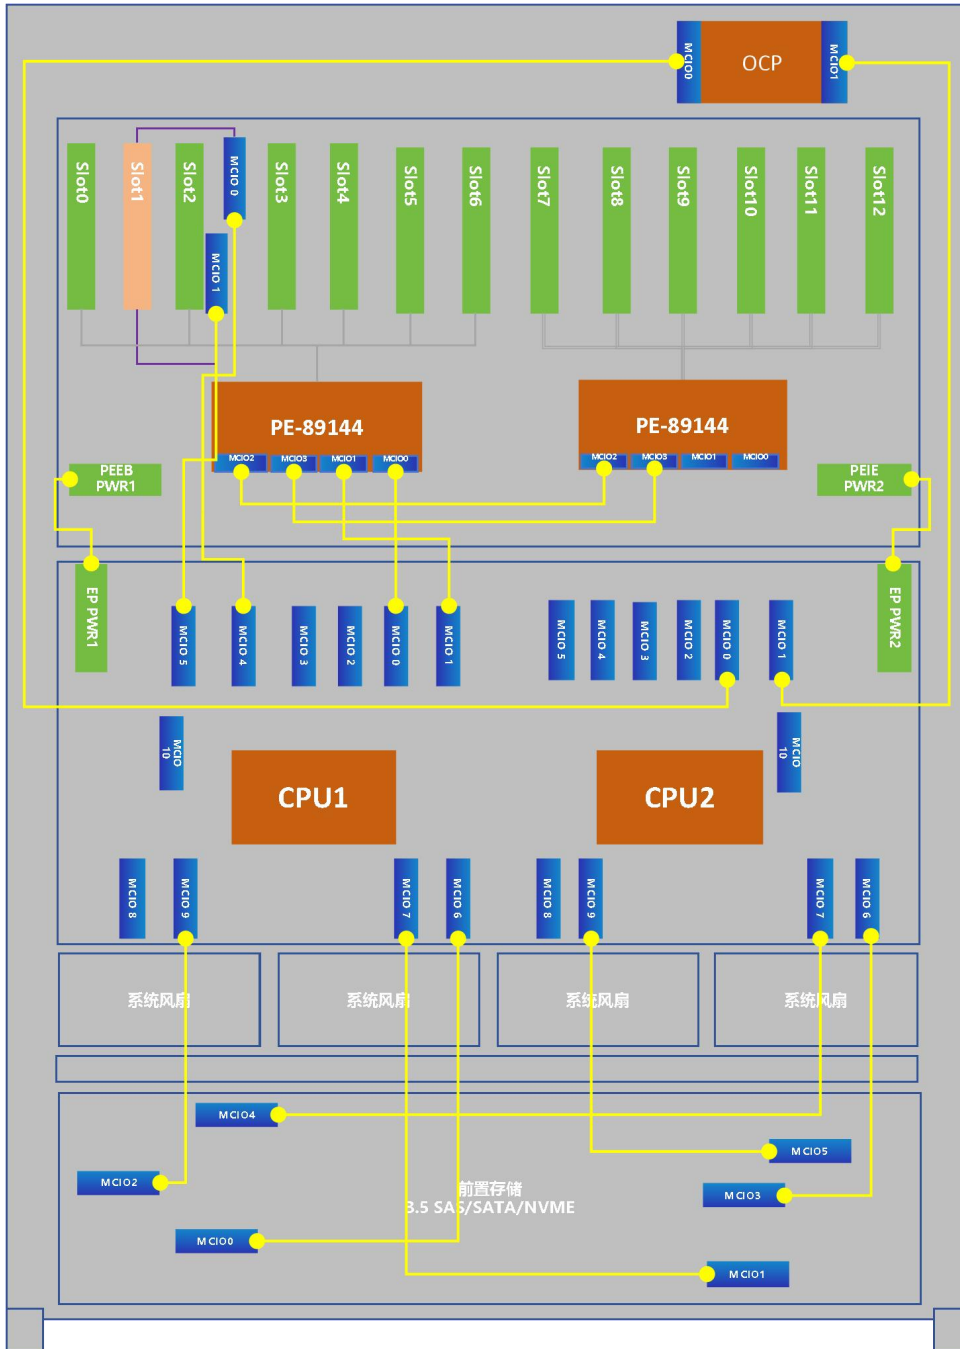 MCIO0
OCP
MCIO1
Slot0
Slot1
Slot2
MCIO 0
MCIO 1
Slot3
Slot4
Slot5
Slot6
Slot7
Slot8
Slot9
Slot10
Slot11
Slot12
PE-89144
MCIO2
MCIO3
MCIO1
MCIO0
PE-89144
MCIO2
MCIO3
MCIO1
MCIO0
PEEB
PWR1
PEIE
PWR2
EP PWR1
EP PWR2
MCIO 5
MCIO 4
MCIO 3
MCIO 2
MCIO 0
MCIO 1
MCIO 5
MCIO 4
MCIO 3
MCIO 2
MCIO 0
MCIO 1
MCIO
10
MCIO
10
CPU1
CPU2
MCIO 8
MCIO 9
MCIO 7
MCIO 6
MCIO 8
MCIO 9
MCIO 7
MCIO 6
系统风扇
系统风扇
系统风扇
系统风扇
MCIO4
MCIO5
MCIO2
MCIO3
前置存储
3.5 SAS/SATA/NVME
MCIO0
MCIO1